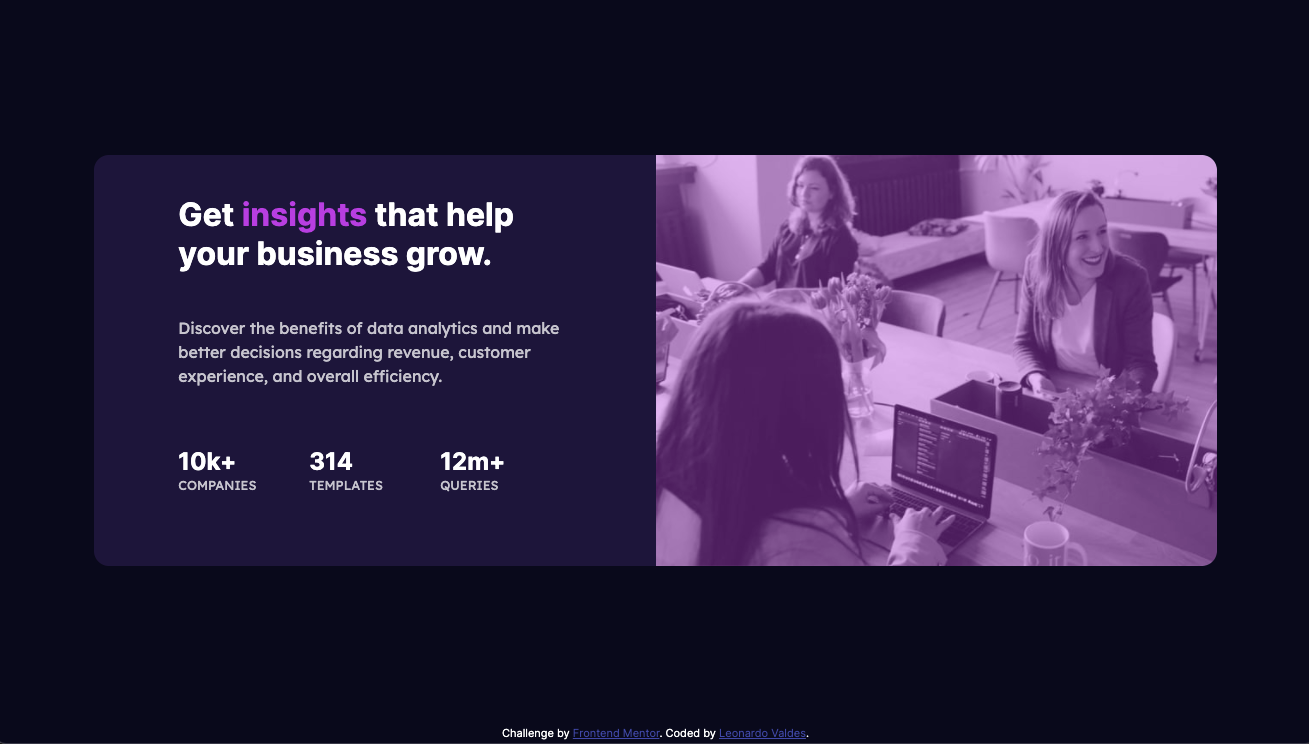 Get insights that help
your business grow.
Discover the benefits of data analytics and make
better decisions regarding revenue, customer
experience, and overall efficiency.
10k+ 314 12m+
COMPANIES TEMPLATES QUERIES
Challenge by Frontend Mentor. Coded by Leonardo Valdes.